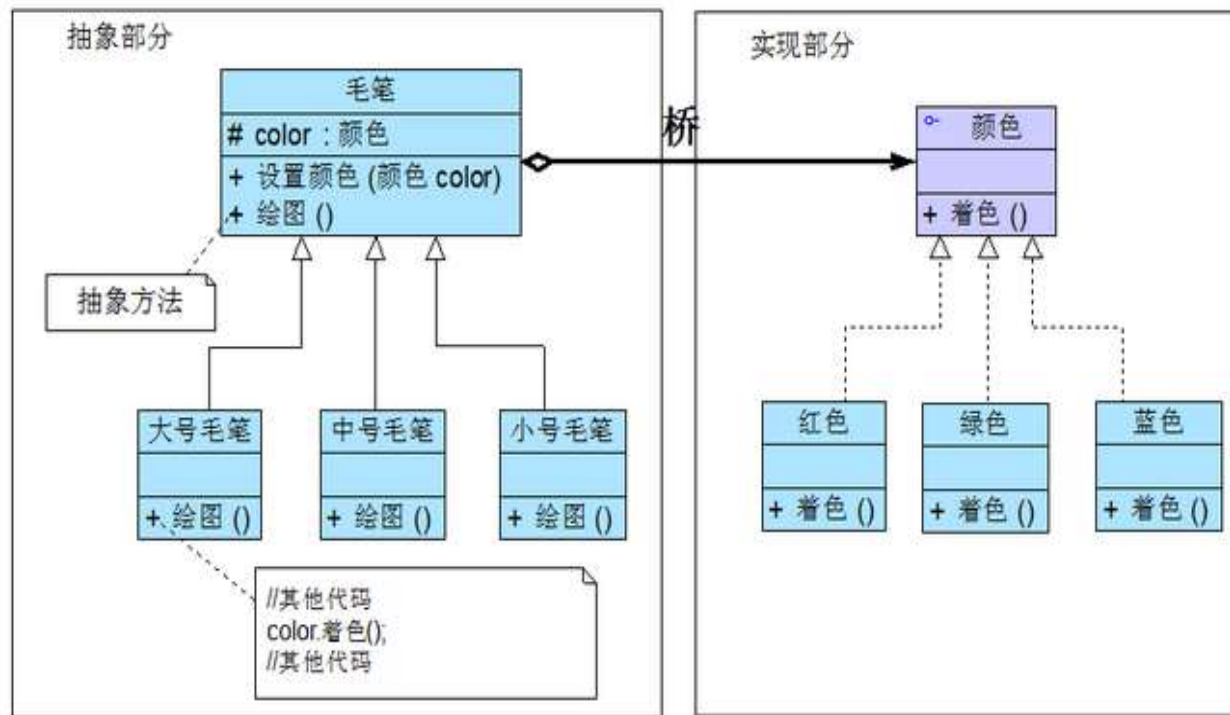 抽象部分
毛笔
# color : 颜色
+ 设置颜色 (颜色 color)
+ 绘图 ()
抽象方法
大号毛笔
+ 绘图 ()
中号毛笔
+ 绘图 ()
小号毛笔
+ 绘图 ()
//其他代码
color.着色();
//其他代码
桥
实现部分
颜色
+ 着色 ()
红色
+ 着色 ()
绿色
+ 着色 ()
蓝色
+ 着色 ()